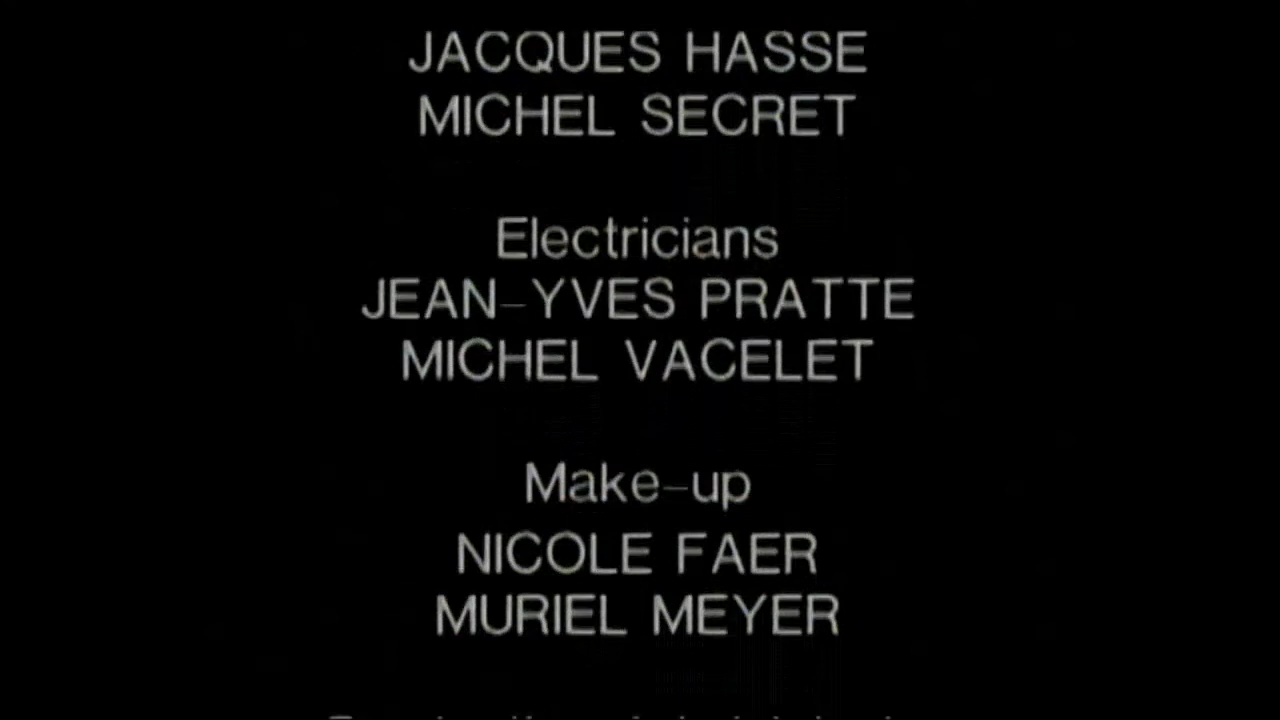 JACQUES HASSE
MICHEL SECRET
Electricians
JEAN-YVES PRATTE
MICHEL VACELET
Make-up
NICOLE FAER
MURIEL MEYER